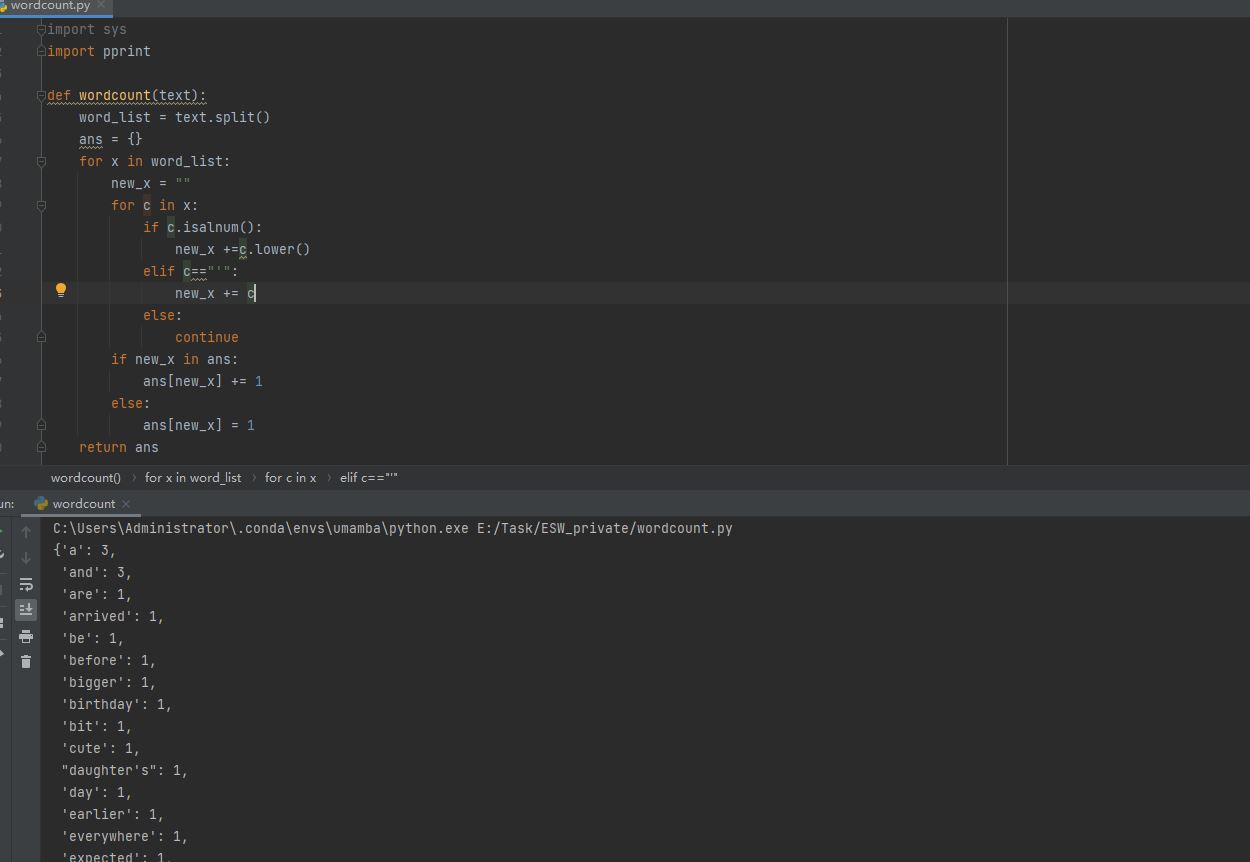 wordcount.py
import sys
import pprint
def wordcount(text):
    word_list = text.split()
    ans = {}
    for x in word_list:
        new_x = ""
        for c in x:
            if c.isalnum():
                new_x +=c.lower()
            elif c=="'":
                new_x += c
            else:
                continue
        if new_x in ans:
            ans[new_x] += 1
        else:
            ans[new_x] = 1
    return ans
wordcount() > for x in word_list > for c in x > elif c=="'"
un: wordcount
C:\Users\Administrator\.conda\envs\umamba\python.exe E:/Task/ESW_private/wordcount.py
{'a': 3,
 'and': 3,
 'are': 1,
 'arrived': 1,
 'be': 1,
 'before': 1,
 'bigger': 1,
 'birthday': 1,
 'bit': 1,
 'cute': 1,
 "daughter's": 1,
 'day': 1,
 'earlier': 1,
 'everywhere': 1,
 'expected': 1,